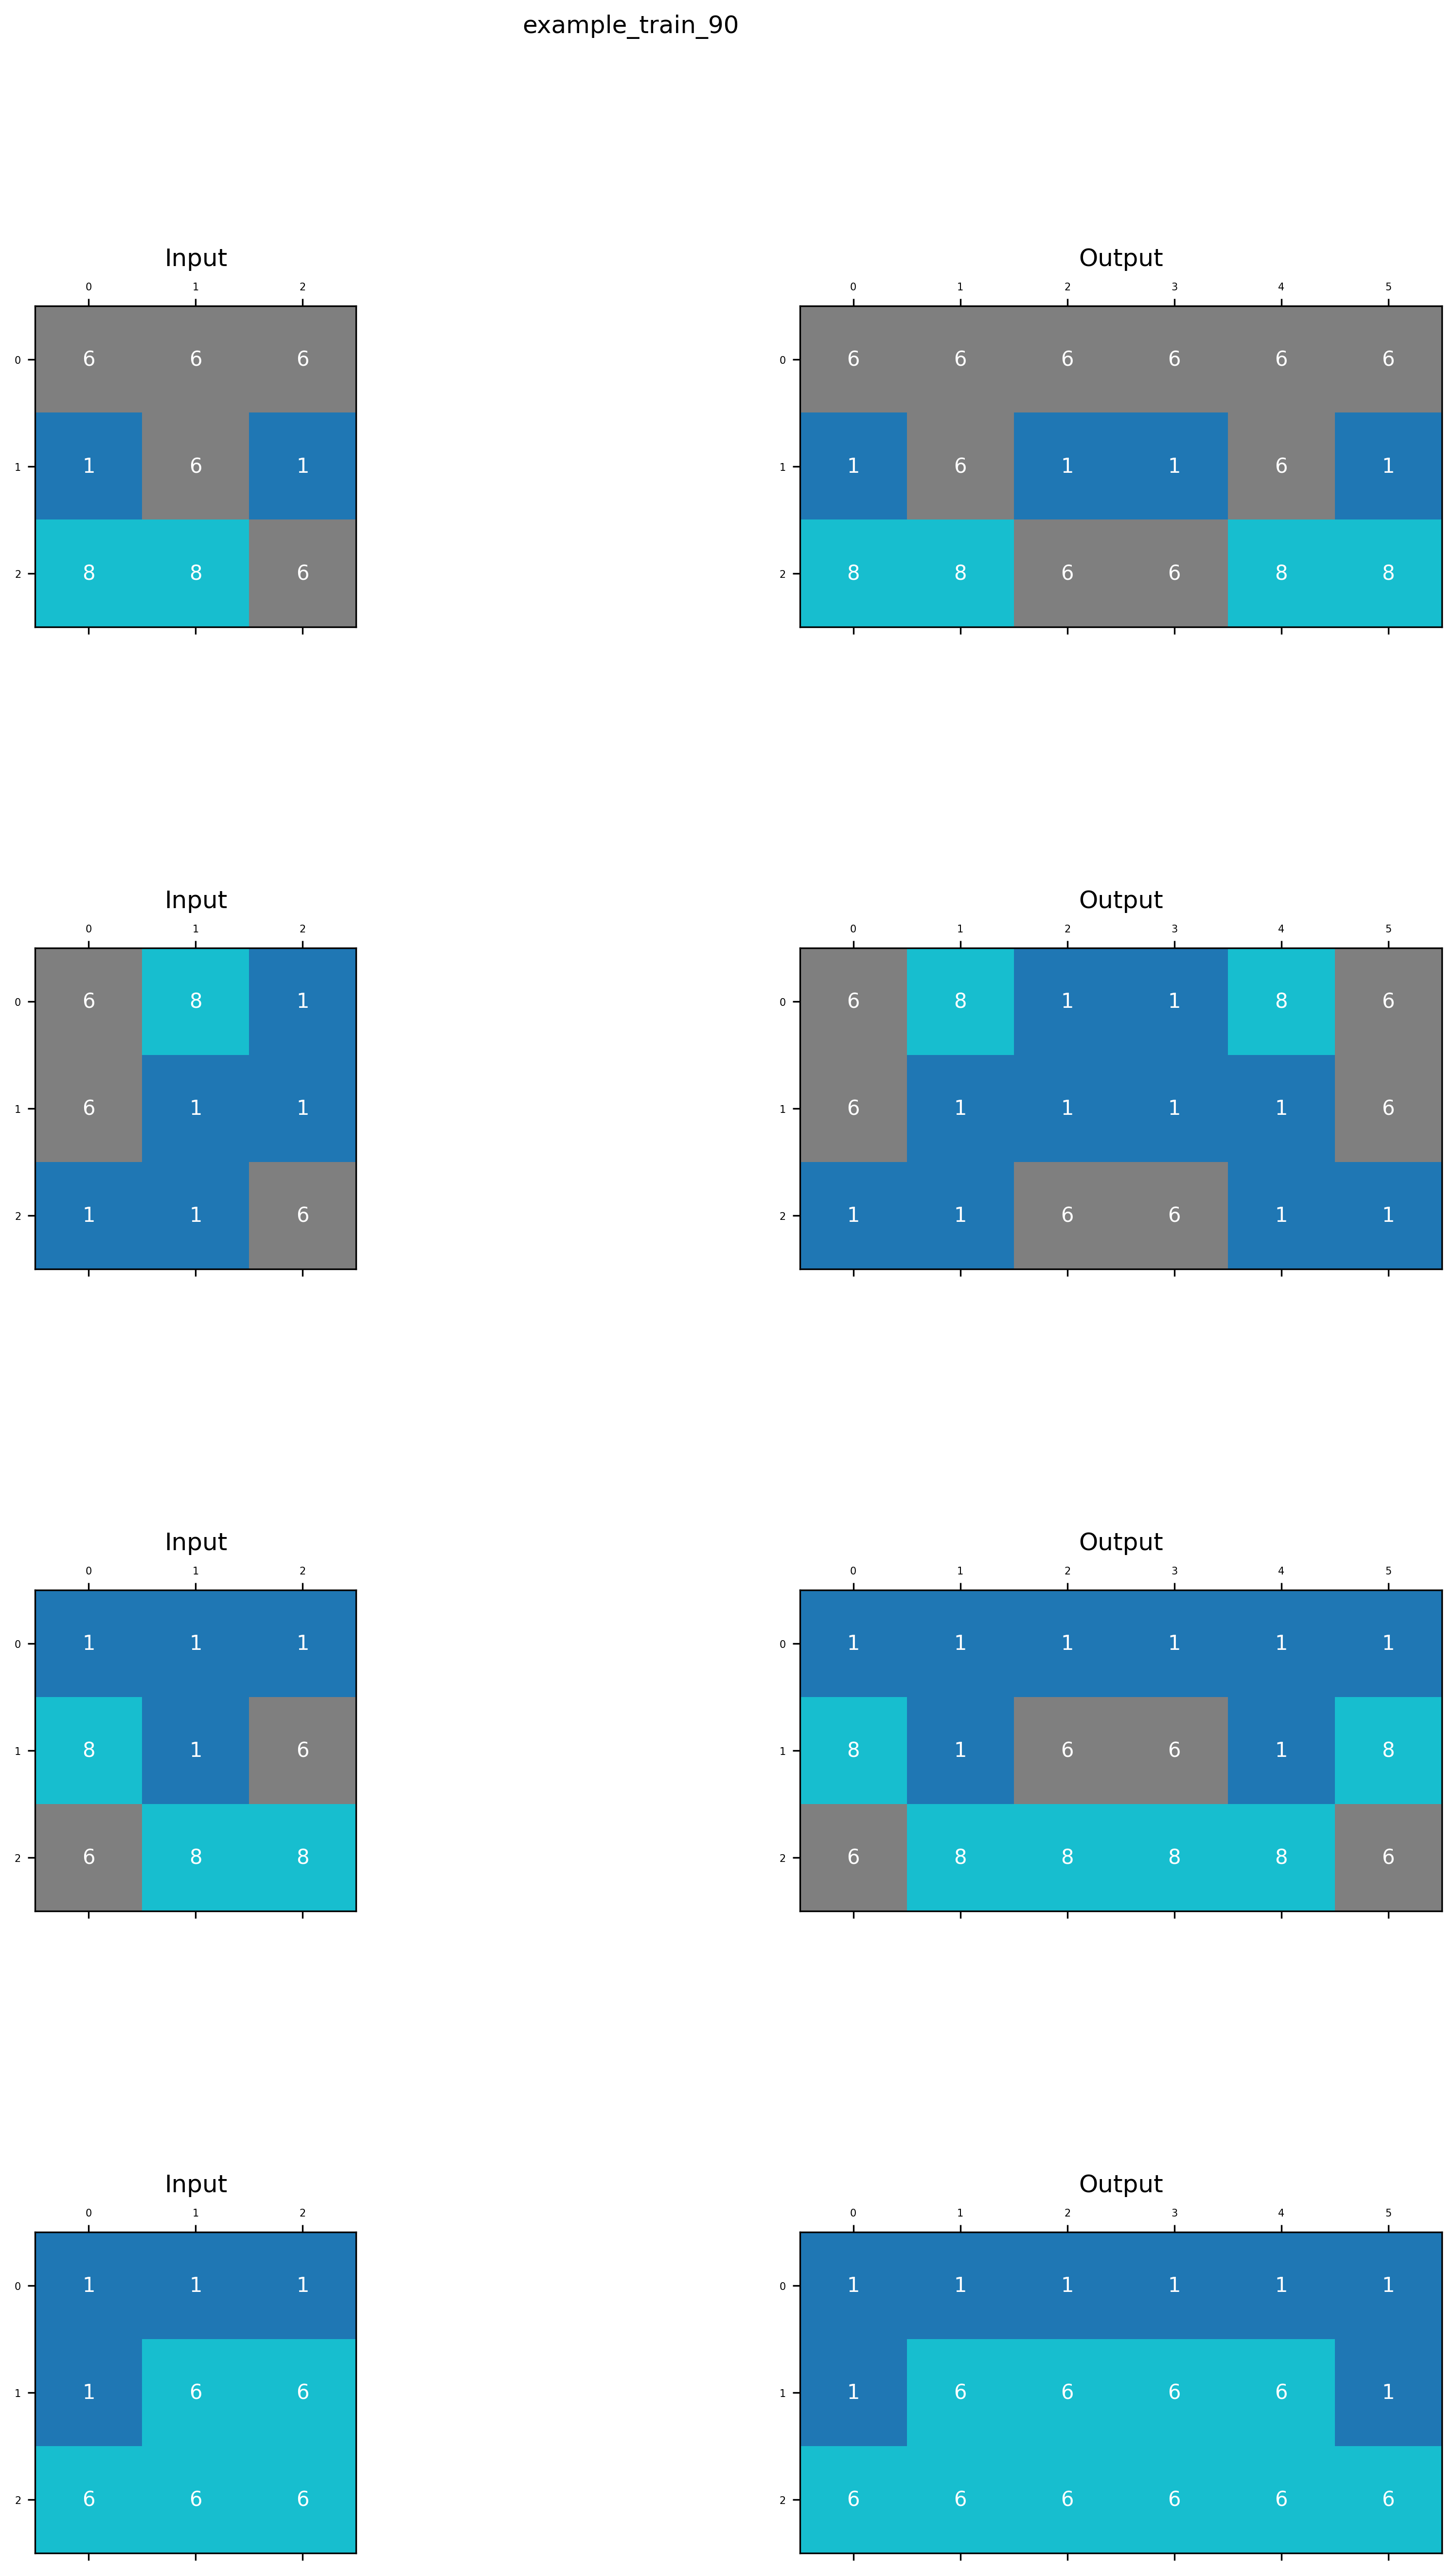 example_train_90
Input Output
0 1 2 0 1 2 3 4 5
0 6 6 6 0 6 6 6 6 6 6
1 1 6 1 1 1 6 1 1 6 1
2 8 8 6 2 8 8 6 6 8 8
Input Output
0 1 2 0 1 2 3 4 5
0 6 8 1 0 6 8 1 1 8 6
1 6 1 1 1 6 1 1 1 1 6
2 1 1 6 2 1 1 6 6 1 1
Input Output
0 1 2 0 1 2 3 4 5
0 1 1 1 0 1 1 1 1 1 1
1 8 1 6 1 8 1 6 6 1 8
2 6 8 8 2 6 8 8 8 8 6
Input Output
0 1 2 0 1 2 3 4 5
0 1 1 1 0 1 1 1 1 1 1
1 1 6 6 1 1 6 6 6 6 1
2 6 6 6 2 6 6 6 6 6 6